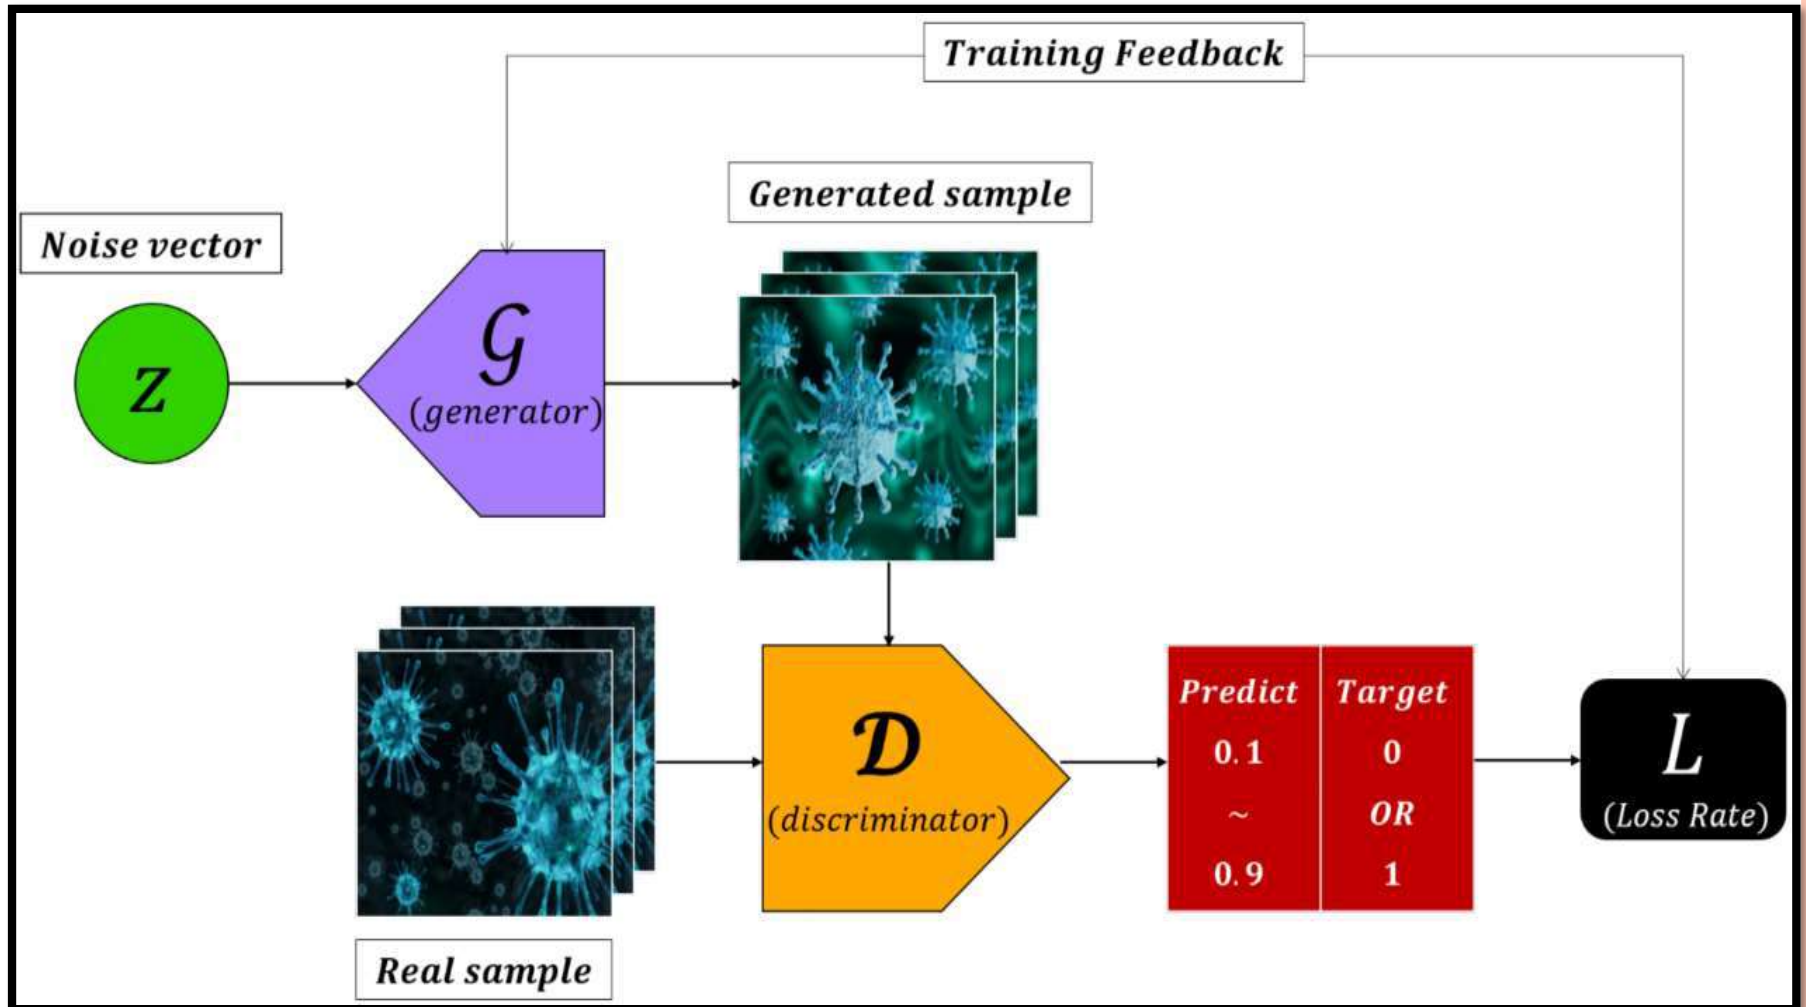 Training Feedback
Generated sample
Noise vector
z
G
(generator)
D
(discriminator)
Predict Target
0.1 0
~ OR
0.9 1
L
(Loss Rate)
Real sample